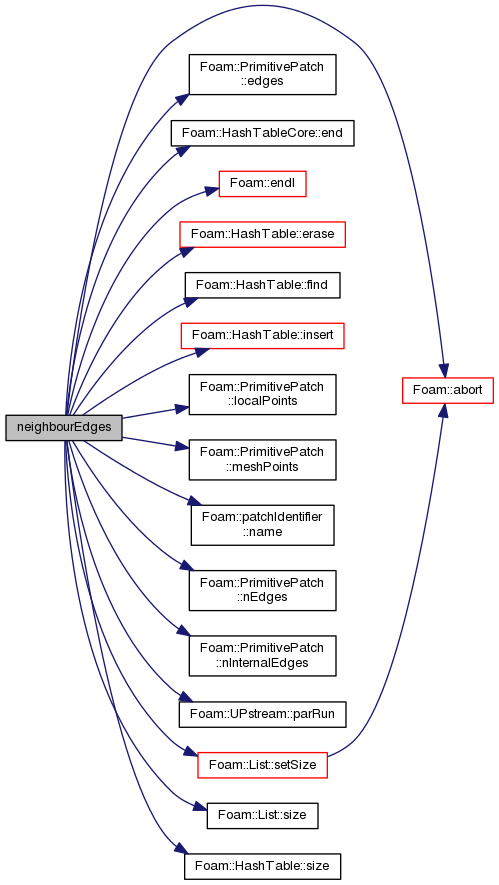 Foam::PrimitivePatch
::edges
Foam::HashTableCore::end
Foam::endl
Foam::HashTable::erase
Foam::HashTable::find
Foam::HashTable::insert
Foam::PrimitivePatch
::localPoints
Foam::abort
neighbourEdges
Foam::PrimitivePatch
::meshPoints
Foam::patchIdentifier
::name
Foam::PrimitivePatch
::nEdges
Foam::PrimitivePatch
::nInternalEdges
Foam::UPstream::parRun
Foam::List::setSize
Foam::List::size
Foam::HashTable::size